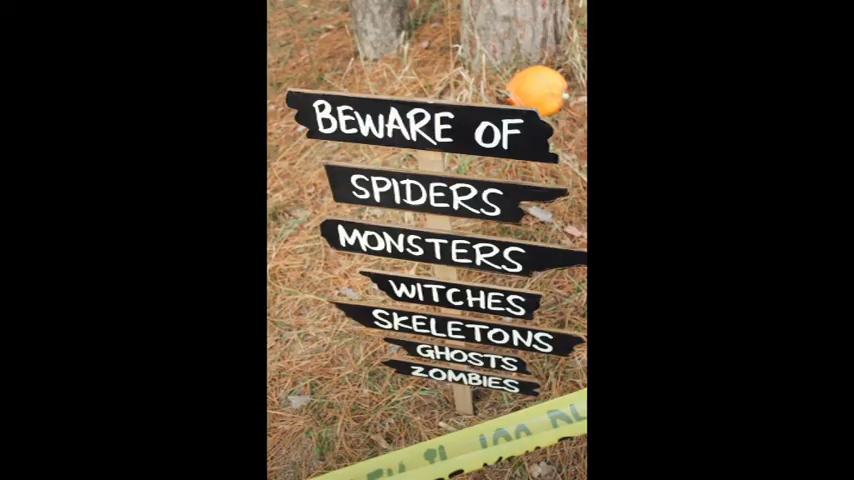 BEWARE OF
SPIDERS
MONSTERS
WITCHES
SKELETONS
GHOSTS
ZOMBIES